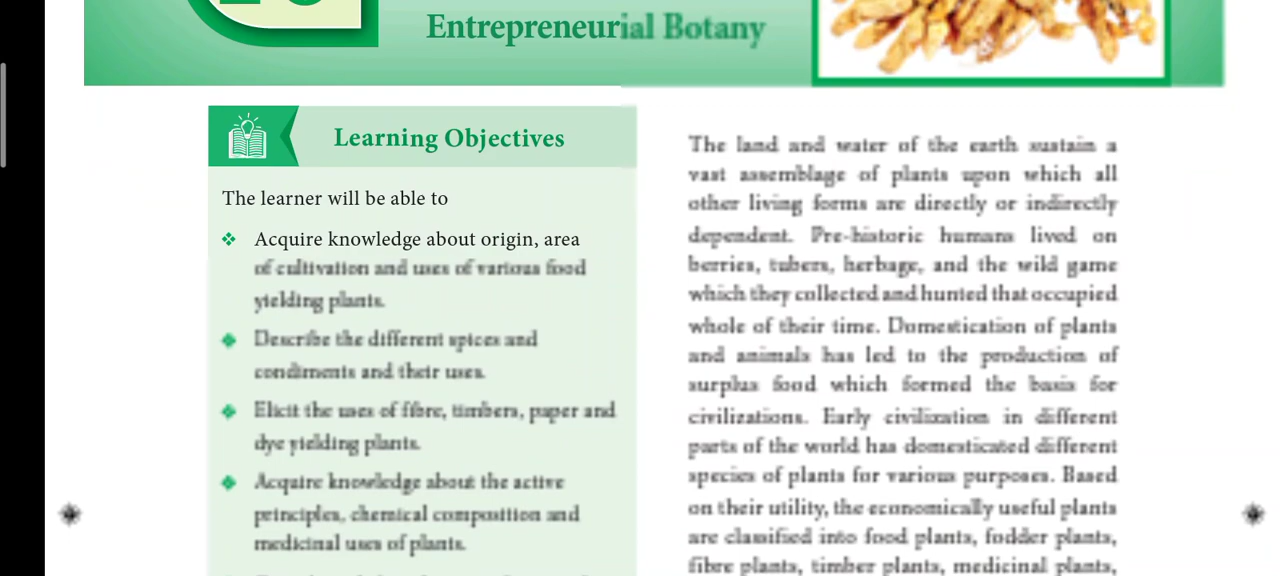 Entrepreneurial Botany
Learning Objectives
The learner will be able to
Acquire knowledge about origin, area
of cultivation and uses of various food
yielding plants.
Describe the different spices and
condiments and their uses.
Elicit the uses of fibre, timbers, paper and
dye yielding plants.
Acquire knowledge about the active
principles, chemical composition and
medicinal uses of plants.
The land and water of the earth sustain a
vast assemblage of plants upon which all
other living forms are directly or indirectly
dependent. Pre-historic humans lived on
berries, tubers, herbage, and the wild game
which they collected and hunted that occupied
whole of their time. Domestication of plants
and animals has led to the production of
surplus food which formed the basis for
civilizations. Early civilization in different
parts of the world has domesticated different
species of plants for various purposes. Based
on their utility, the economically useful plants
are classified into food plants, fodder plants,
fibre plants, timber plants, medicinal plants,